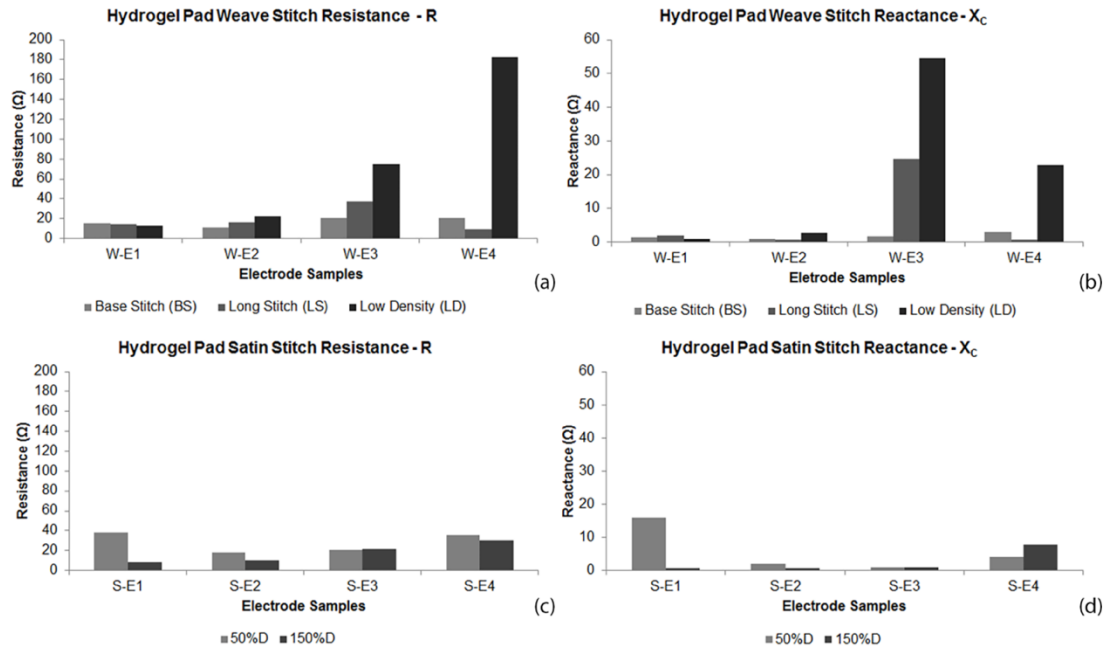 Hydrogel Pad Weave Stitch Resistance - R
200
180
160
140
120
100
80
60
40
20
0
Resistance (Ω)
W-E1 W-E2 W-E3 W-E4
Electrode Samples
(a)
Base Stitch (BS) Long Stitch (LS) Low Density (LD)
Hydrogel Pad Weave Stitch Reactance - Xc
60
50
40
30
20
10
0
Reactance (Ω)
W-E1 W-E2 W-E3 W-E4
Eletrode Samples
(b)
Base Stitch (BS) Long Stitch (LS) Low Density (LD)
Hydrogel Pad Satin Stitch Resistance - R
200
180
160
140
120
100
80
60
40
20
0
Resistance (Ω)
S-E1 S-E2 S-E3 S-E4
Electrode Samples
(c)
50%D 150%D
Hydrogel Pad Satin Stitch Reactance - Xc
60
50
40
30
20
10
0
Reactance (Ω)
S-E1 S-E2 S-E3 S-E4
Electrode Samples
(d)
50%D 150%D